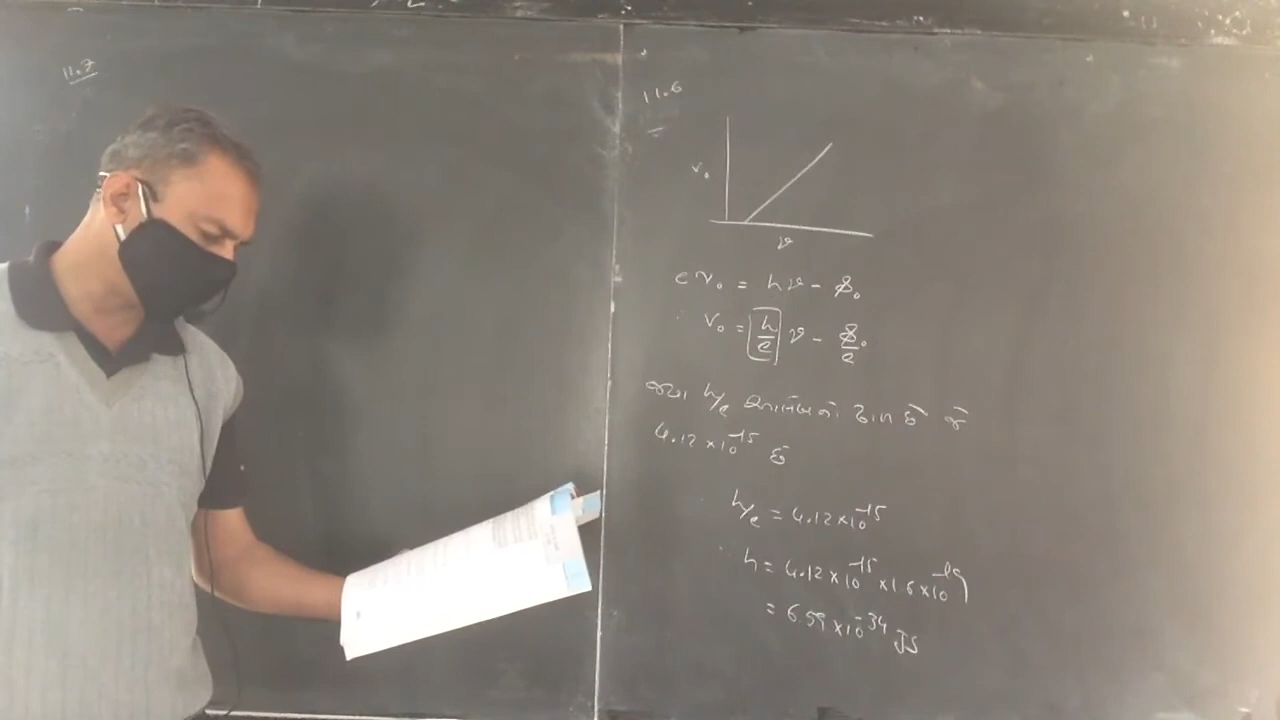 11.7
11.6
V₀
ν
eV₀ = hν - ϕ₀
∴ V₀ = h/e ν - ϕ₀/e
જ્યાં h/e આલેખનો ઢાળ છે જે
4.12 × 10⁻¹⁵ છે
∴ h/e = 4.12 × 10⁻¹⁵
∴ h = 4.12 × 10⁻¹⁵ × 1.6 × 10⁻¹⁹
= 6.59 × 10⁻³⁴ JS